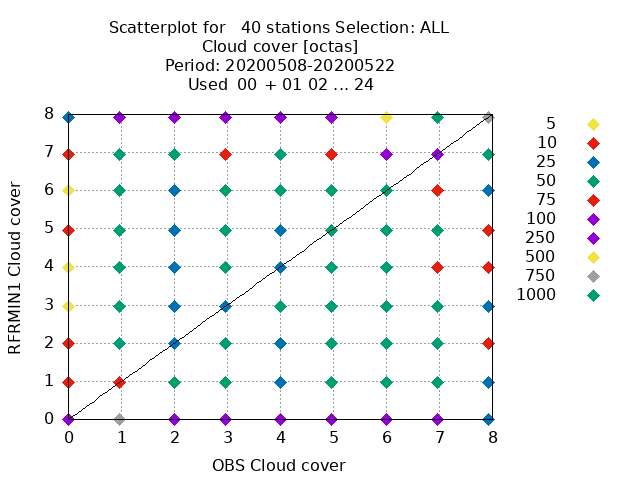 Scatterplot for   40 stations Selection: ALL
Cloud cover [octas]
Period: 20200508-20200522
Used  00  + 01 02 ... 24
8
7
6
5
4
3
2
1
0
RFRMIN1 Cloud cover
0 1 2 3 4 5 6 7 8
OBS Cloud cover
5
10
25
50
75
100
250
500
750
1000